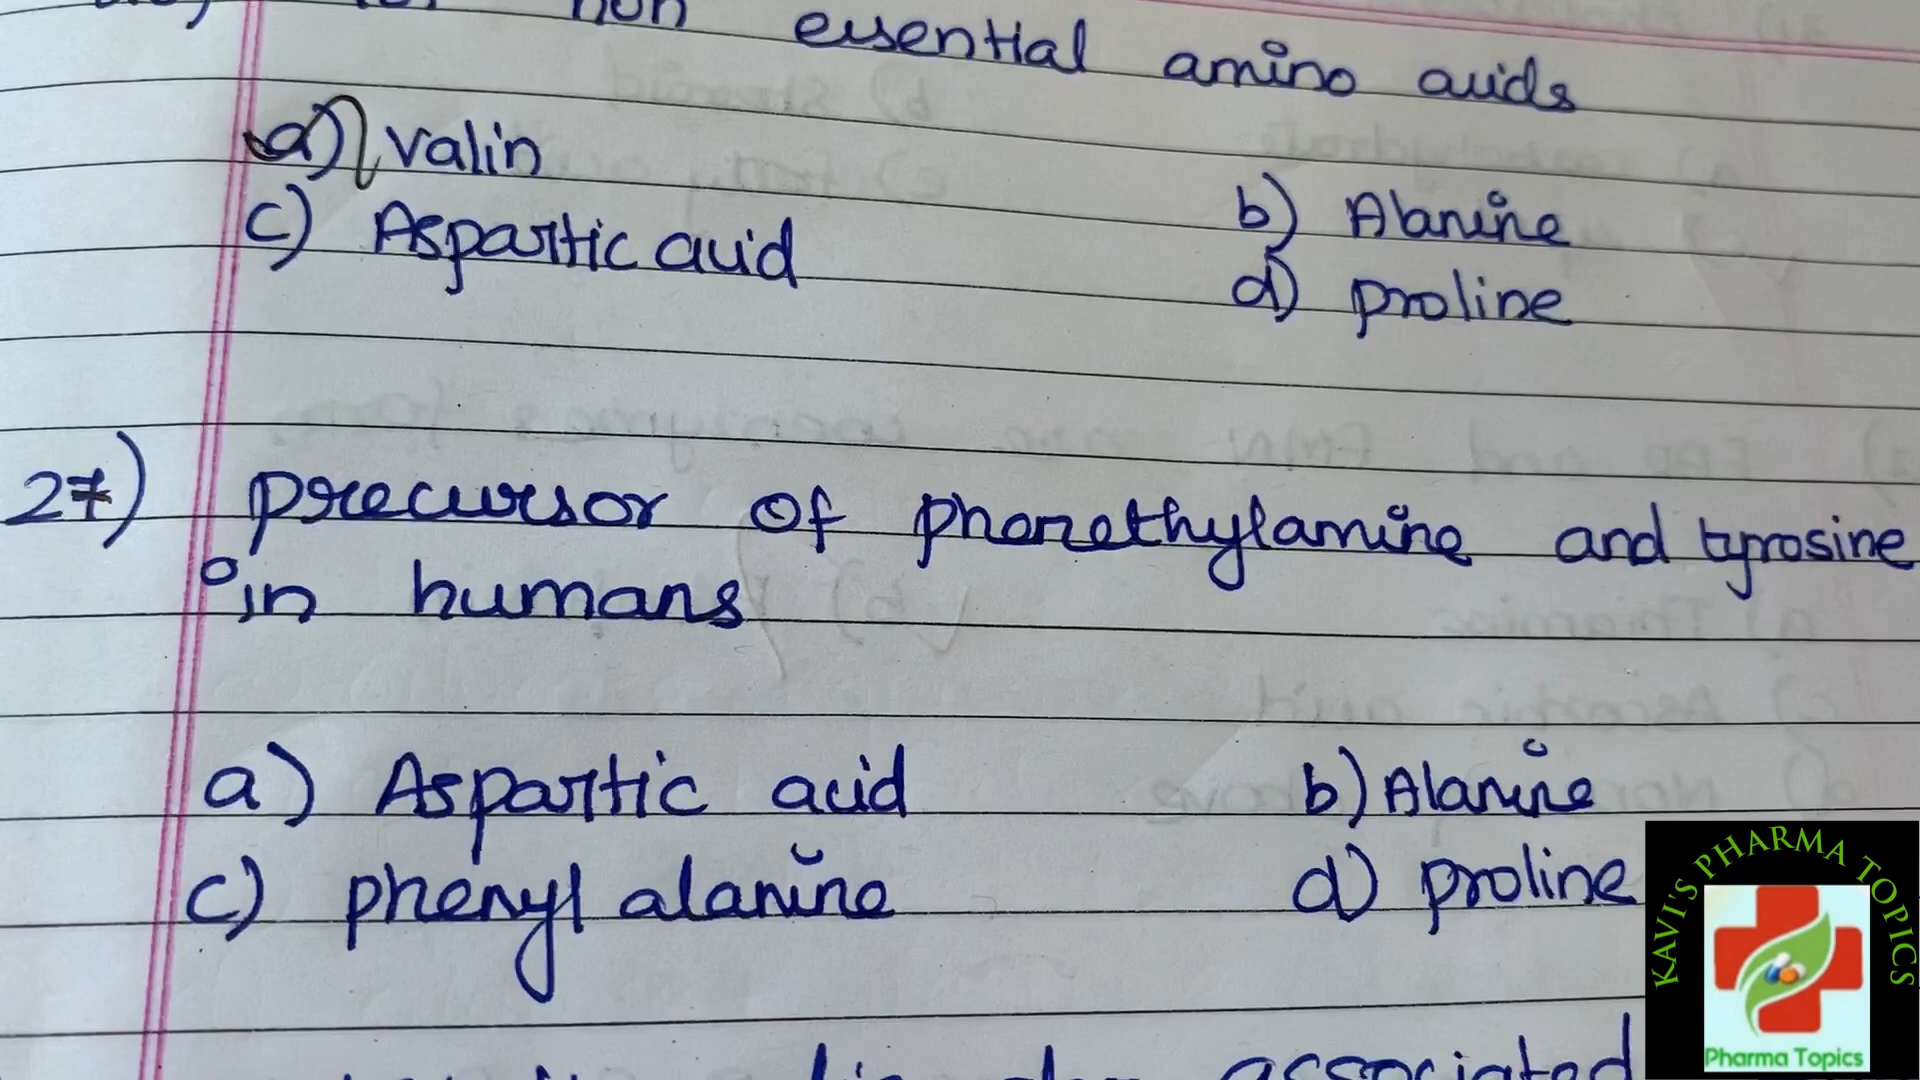 non essential amino acids
a) valin
b) Alanine
c) Aspartic acid
d) proline
27) precursor of phenethylamine and tyrosine
in humans
a) Aspartic acid
b) Alanine
c) phenyl alanine
d) proline
associated
KAVI'S PHARMA TOPICS
Pharma Topics